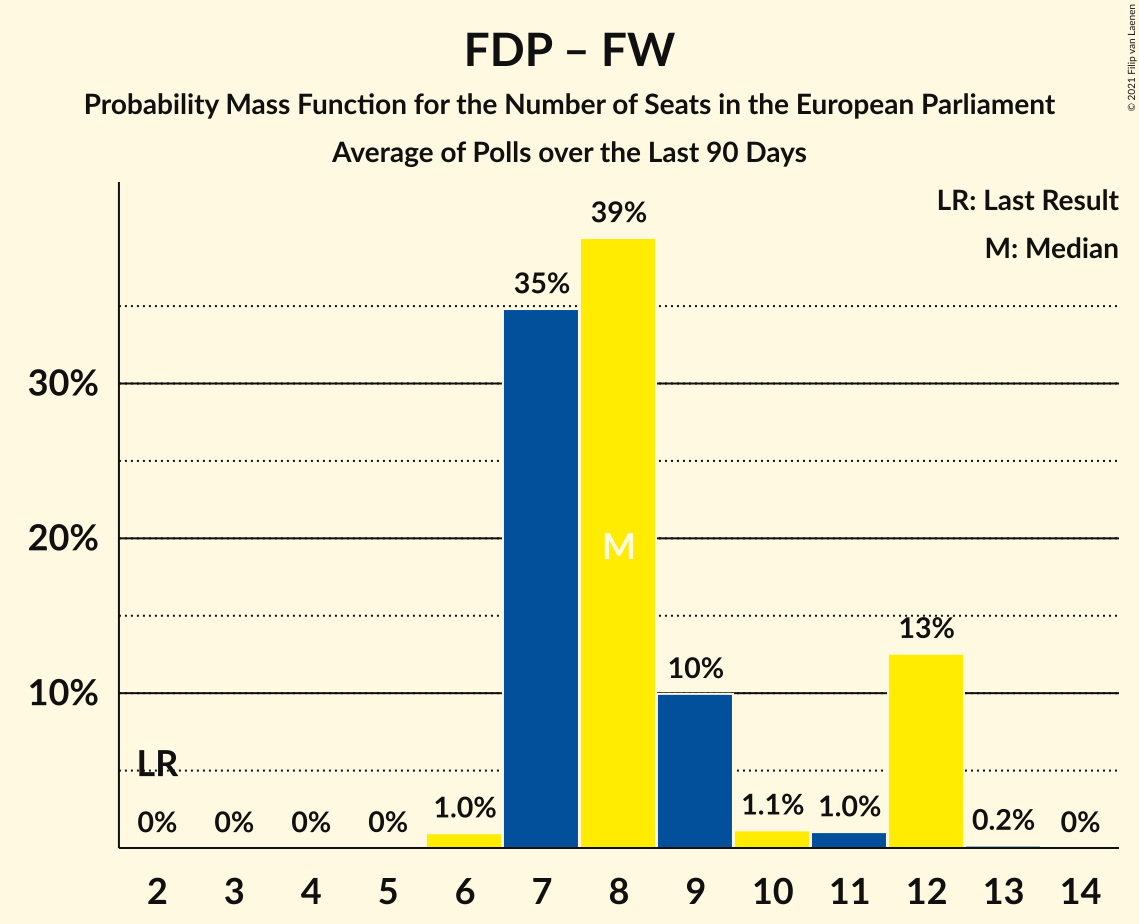 FDP – FW
Probability Mass Function for the Number of Seats in the European Parliament
Average of Polls over the Last 90 Days
© 2021 Filip van Laenen
LR: Last Result
M: Median
39%
35%
30%
20%
M
13%
10%
10%
LR
0% 0% 0% 0% 1.0% 1.1% 1.0% 0.2% 0%
2 3 4 5 6 7 8 9 10 11 12 13 14